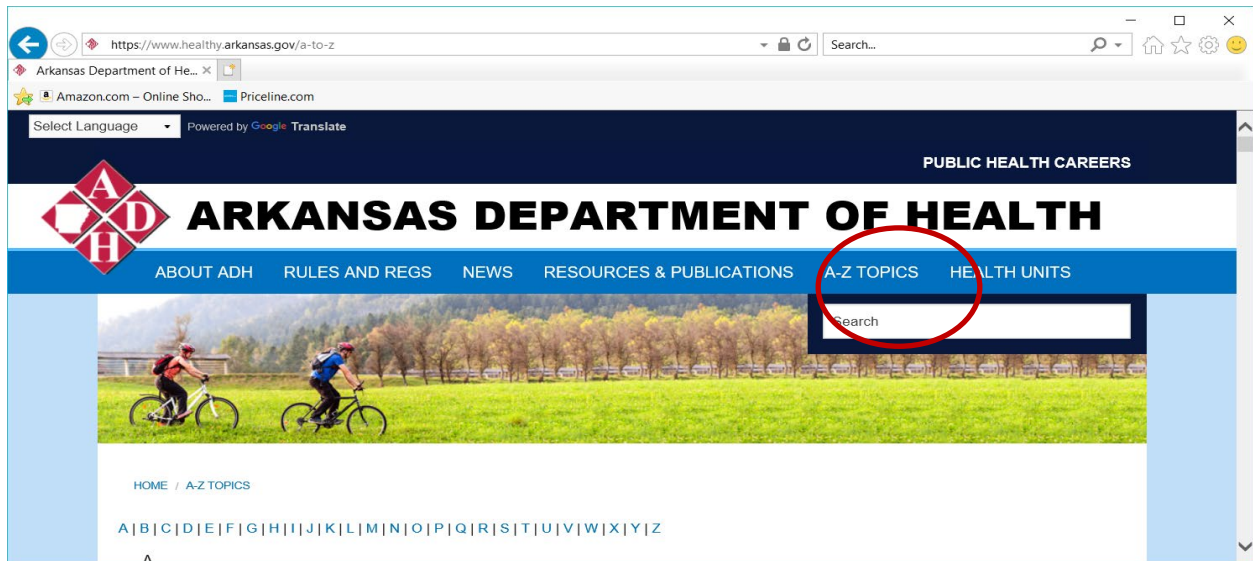 https://www.healthy.arkansas.gov/a-to-z
Search...
Arkansas Department of He...
Amazon.com – Online Sho...
Priceline.com
Select Language
Powered by Google Translate
PUBLIC HEALTH CAREERS
ADH
ARKANSAS DEPARTMENT OF HEALTH
ABOUT ADH RULES AND REGS NEWS RESOURCES & PUBLICATIONS A-Z TOPICS HEALTH UNITS
Search
HOME / A-Z TOPICS
A | B | C | D | E | F | G | H | I | J | K | L | M | N | O | P | Q | R | S | T | U | V | W | X | Y | Z
A